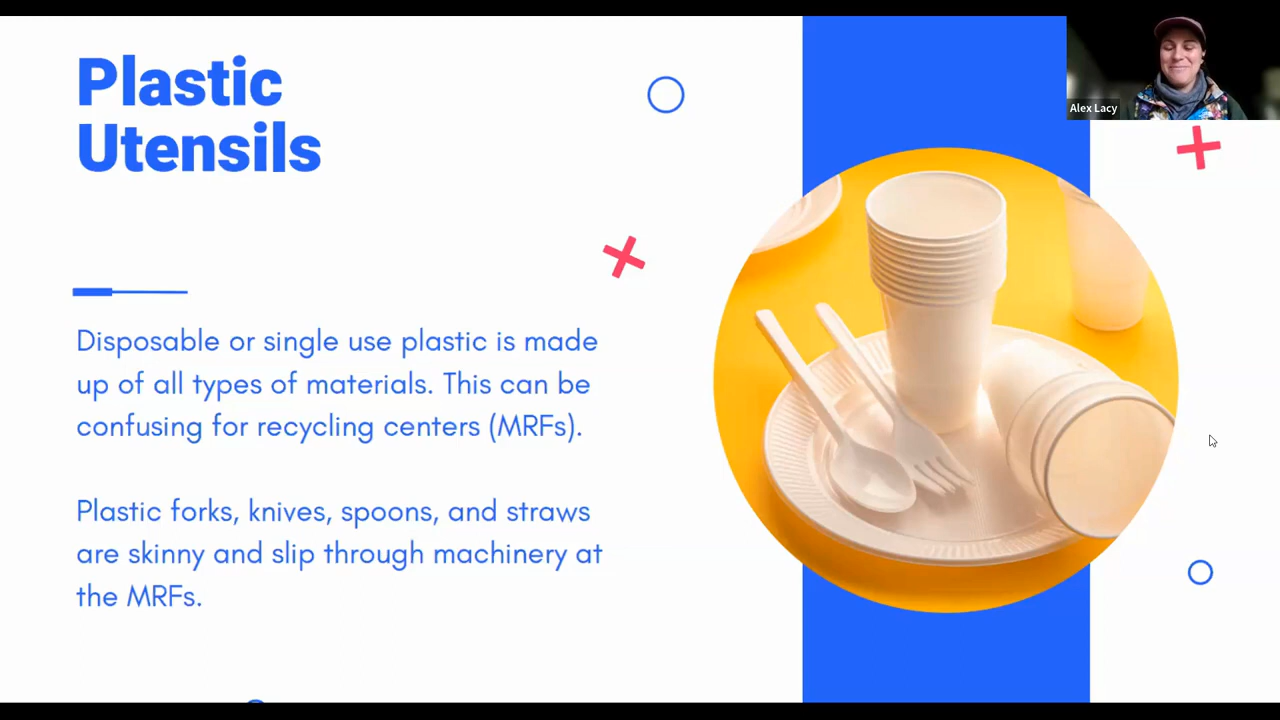 Plastic
Utensils
Alex Lacy
Disposable or single use plastic is made
up of all types of materials. This can be
confusing for recycling centers (MRFs).
Plastic forks, knives, spoons, and straws
are skinny and slip through machinery at
the MRFs.